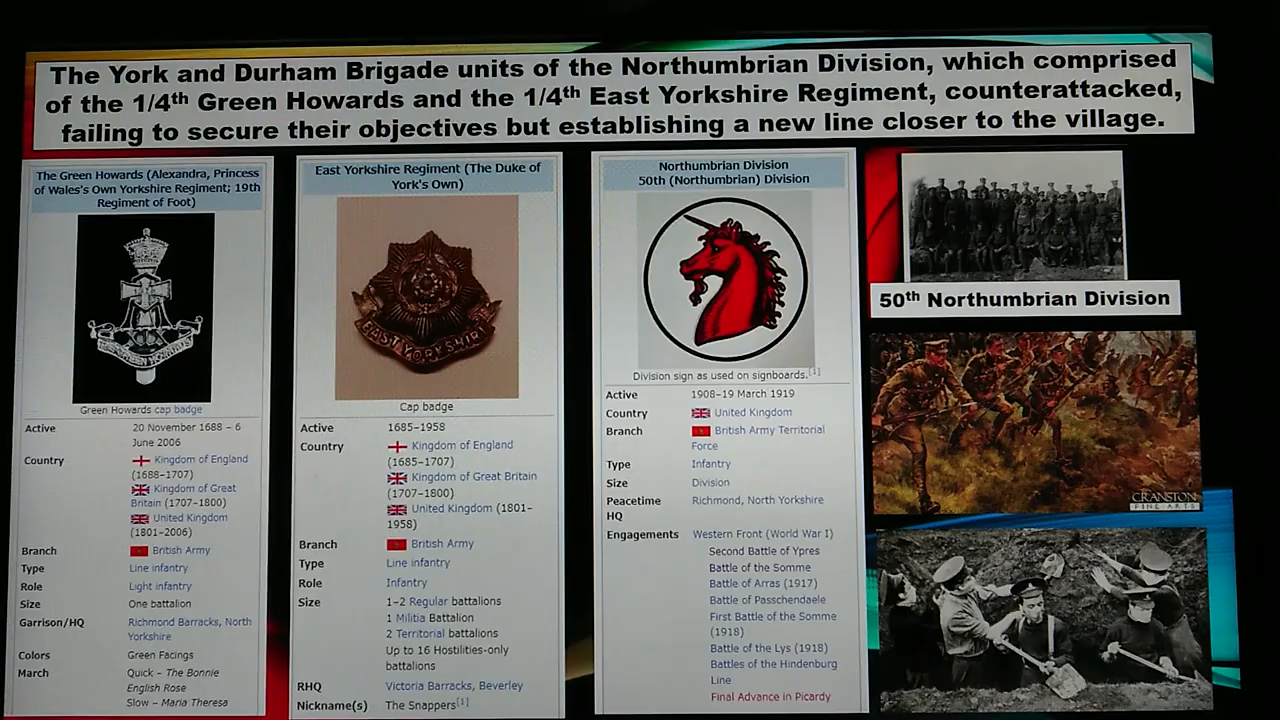 The York and Durham Brigade units of the Northumbrian Division, which comprised
of the 1/4th Green Howards and the 1/4th East Yorkshire Regiment, counterattacked,
failing to secure their objectives but establishing a new line closer to the village.
The Green Howards (Alexandra, Princess
of Wales's Own Yorkshire Regiment; 19th
Regiment of Foot)
Green Howards cap badge
Active 20 November 1688 – 6
June 2006
Country Kingdom of England
(1688–1707)
Kingdom of Great
Britain (1707–1800)
United Kingdom
(1801–2006)
Branch British Army
Type Line infantry
Role Light infantry
Size One battalion
Garrison/HQ Richmond Barracks, North
Yorkshire
Colors Green Facings
March Quick – The Bonnie
English Rose
Slow – Maria Theresa
East Yorkshire Regiment (The Duke of
York's Own)
EAST YORKSHIRE
Cap badge
Active 1685–1958
Country Kingdom of England
(1685–1707)
Kingdom of Great Britain
(1707–1800)
United Kingdom (1801–
1958)
Branch British Army
Type Line infantry
Role Infantry
Size 1–2 Regular battalions
1 Militia Battalion
2 Territorial battalions
Up to 16 Hostilities-only
battalions
RHQ Victoria Barracks, Beverley
Nickname(s) The Snappers[1]
Northumbrian Division
50th (Northumbrian) Division
Division sign as used on signboards.[1]
Active 1908–19 March 1919
Country United Kingdom
Branch British Army Territorial
Force
Type Infantry
Size Division
Peacetime Richmond, North Yorkshire
HQ
Engagements Western Front (World War I)
Second Battle of Ypres
Battle of the Somme
Battle of Arras (1917)
Battle of Passchendaele
First Battle of the Somme
(1918)
Battle of the Lys (1918)
Battles of the Hindenburg
Line
Final Advance in Picardy
50th Northumbrian Division
CRANSTON
FINE ARTS